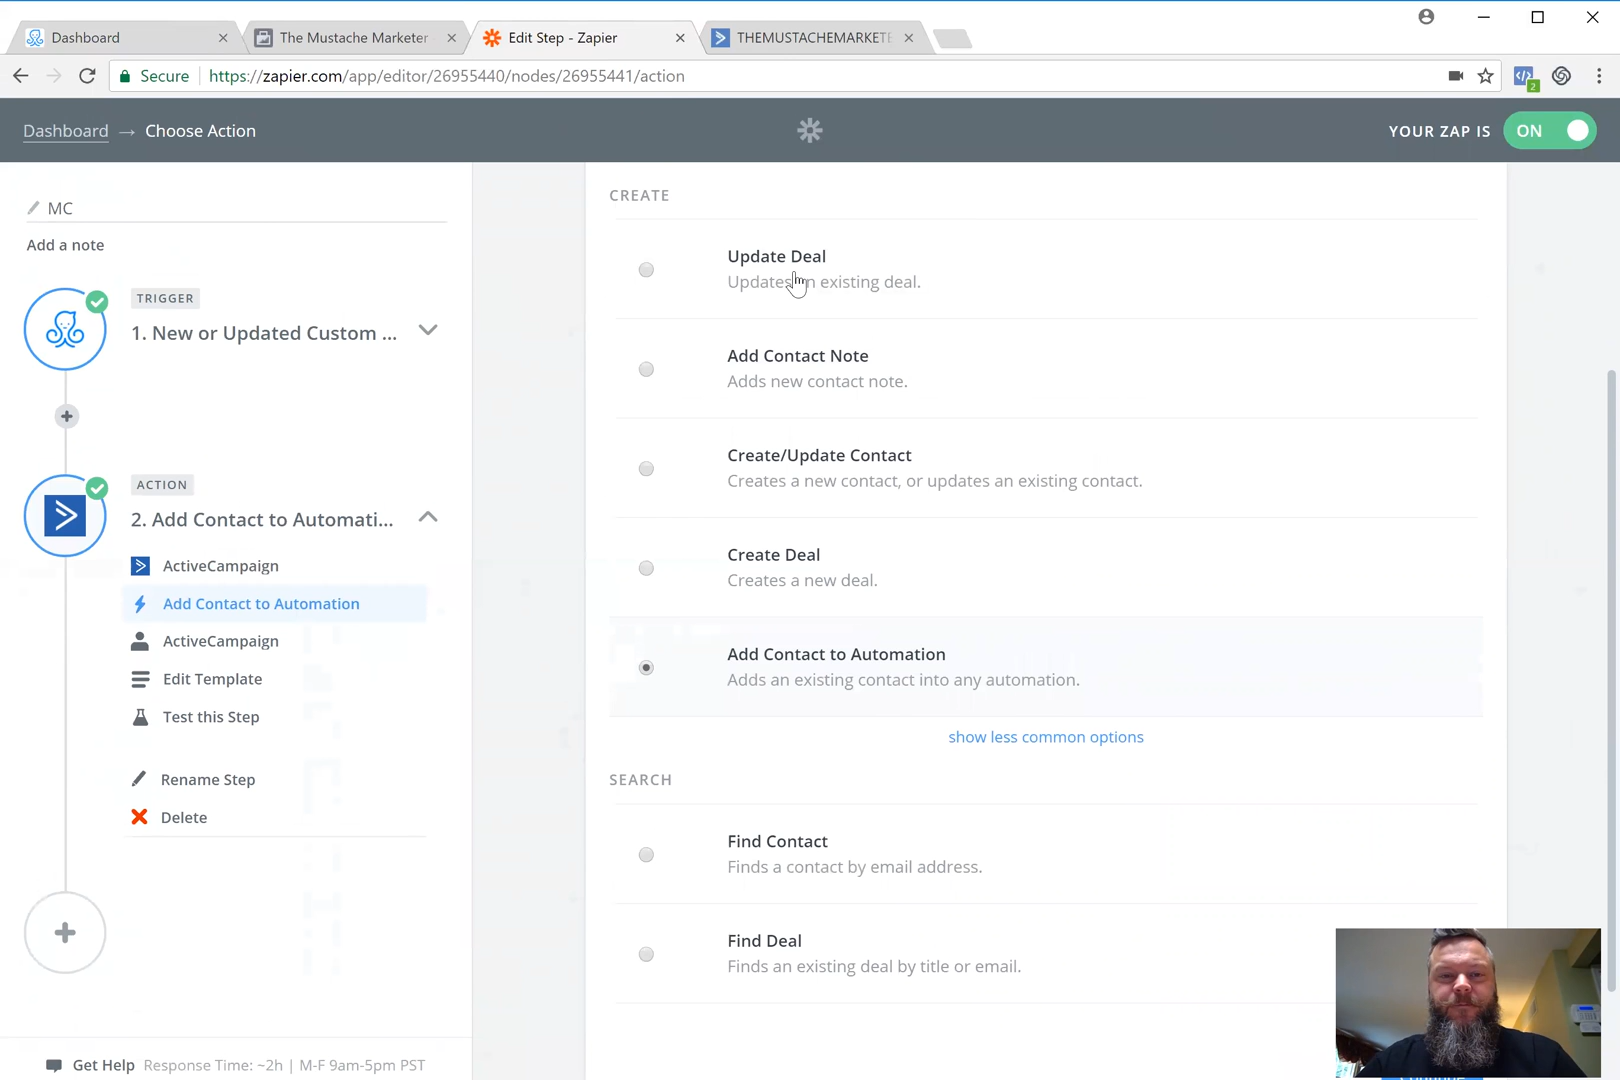 Dashboard
The Mustache Marketer
Edit Step - Zapier
THEMUSTACHEMARKETE
Secure
https://zapier.com/app/editor/26955440/nodes/26955441/action
2
Dashboard → Choose Action
YOUR ZAP IS
ON
MC
Add a note
TRIGGER
1. New or Updated Custom ...
ACTION
2. Add Contact to Automati...
ActiveCampaign
Add Contact to Automation
ActiveCampaign
Edit Template
Test this Step
Rename Step
Delete
Get Help Response Time: ~2h | M-F 9am-5pm PST
CREATE
Update Deal
Updates an existing deal.
Add Contact Note
Adds new contact note.
Create/Update Contact
Creates a new contact, or updates an existing contact.
Create Deal
Creates a new deal.
Add Contact to Automation
Adds an existing contact into any automation.
show less common options
SEARCH
Find Contact
Finds a contact by email address.
Find Deal
Finds an existing deal by title or email.